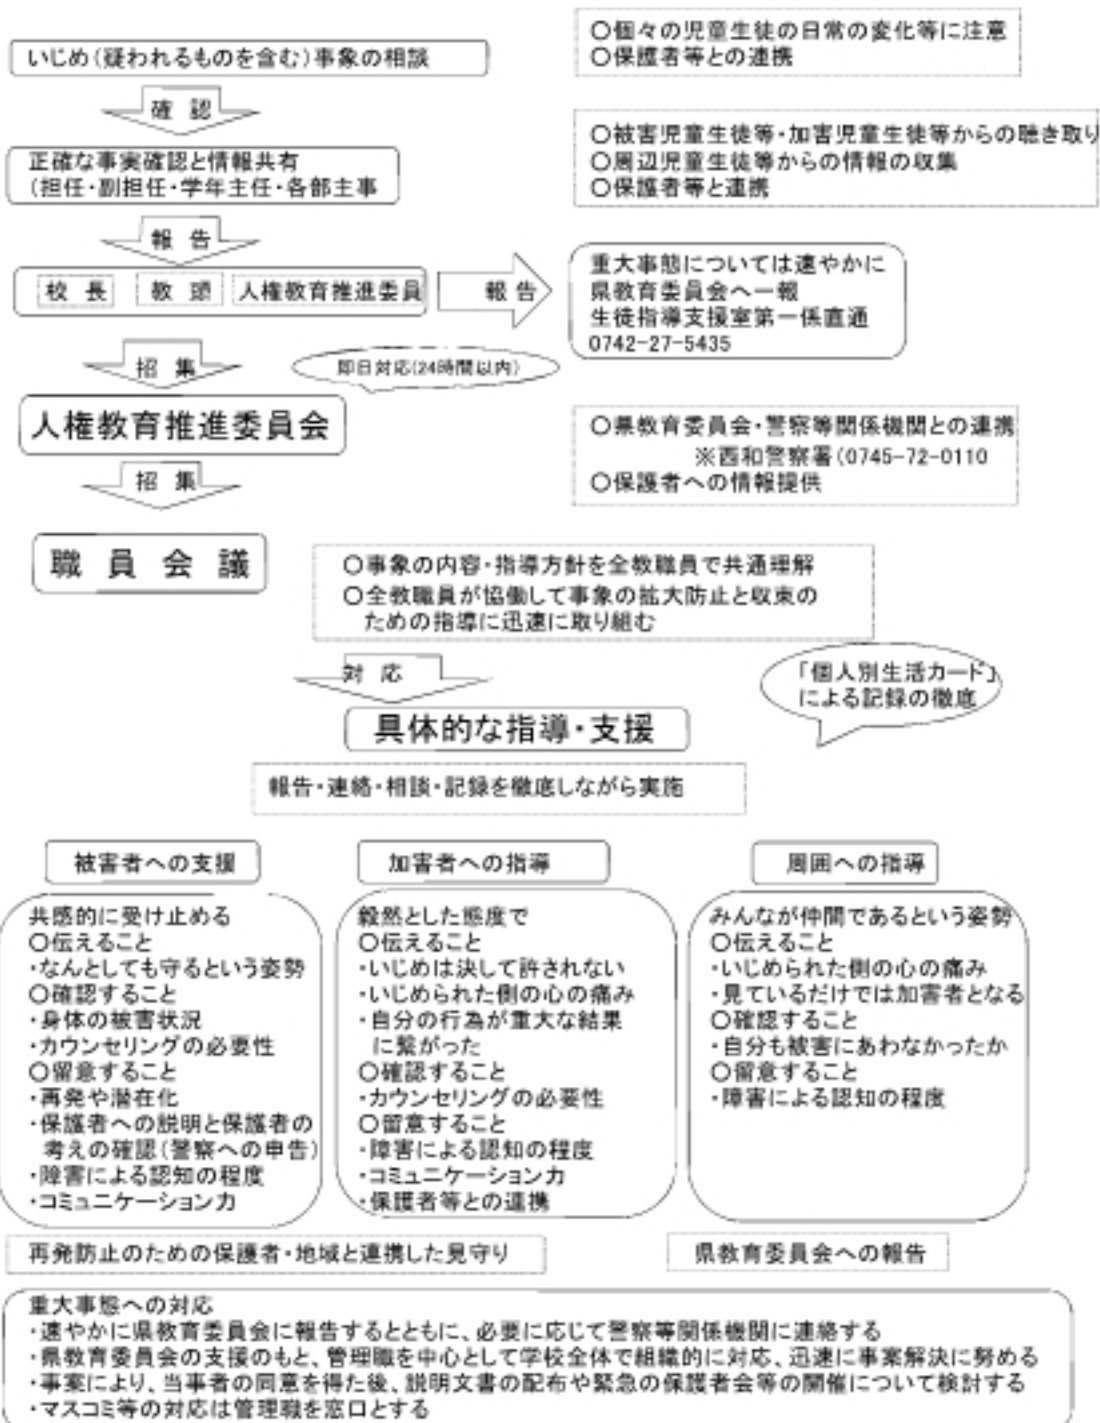 いじめ(疑われるものを含む)事象の相談
○個々の児童生徒の日常の変化等に注意
○保護者等との連携
確 認
正確な事実確認と情報共有
(担任・副担任・学年主任・各部主事
○被害児童生徒等・加害児童生徒等からの聴き取り
○周辺児童生徒等からの情報の収集
○保護者等と連携
報 告
校 長 教 頭 人権教育推進委員
報 告
重大事態については速やかに
県教育委員会へ一報
生徒指導支援室第一係直通
0742-27-5435
招 集
即日対応(24時間以内)
人権教育推進委員会
○県教育委員会・警察等関係機関との連携
※西和警察署(0745-72-0110
○保護者への情報提供
招 集
職 員 会 議
○事象の内容・指導方針を全教職員で共通理解
○全教職員が協働して事象の拡大防止と収束の
ための指導に迅速に取り組む
対 応
「個人別生活カード」
による記録の徹底
具体的な指導・支援
報告・連絡・相談・記録を徹底しながら実施
被害者への支援
共感的に受け止める
○伝えること
・なんとしても守るという姿勢
○確認すること
・身体の被害状況
・カウンセリングの必要性
○留意すること
・再発や潜在化
・保護者への説明と保護者の
考えの確認(警察への申告)
・障害による認知の程度
・コミュニケーション力
加害者への指導
毅然とした態度で
○伝えること
・いじめは決して許されない
・いじめられた側の心の痛み
・自分の行為が重大な結果
に繋がった
○確認すること
・カウンセリングの必要性
○留意すること
・障害による認知の程度
・コミュニケーション力
・保護者等との連携
周囲への指導
みんなが仲間であるという姿勢
○伝えること
・いじめられた側の心の痛み
・見ているだけでは加害者となる
○確認すること
・自分も被害にあわなかったか
○留意すること
・障害による認知の程度
再発防止のための保護者・地域と連携した見守り
県教育委員会への報告
重大事態への対応
・速やかに県教育委員会に報告するとともに、必要に応じて警察等関係機関に連絡する
・県教育委員会の支援のもと、管理職を中心として学校全体で組織的に対応、迅速に事案解決に努める
・事案により、当事者の同意を得た後、説明文書の配布や緊急の保護者会等の開催について検討する
・マスコミ等の対応は管理職を窓口とする